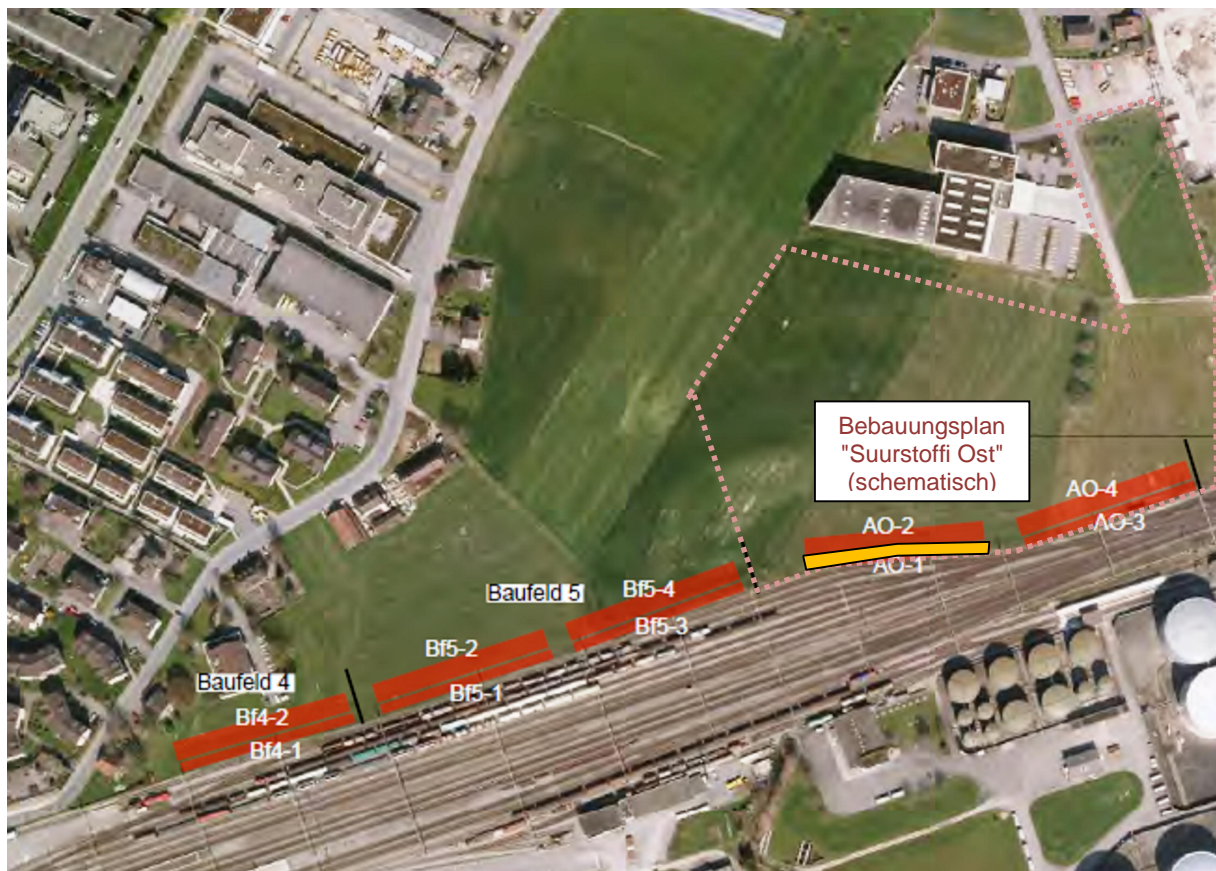 Bebauungsplan
"Suurstoffi Ost"
(schematisch)
AO-4
AO-3
AO-2
AO-1
Bf5-4
Baufeld 5
Bf5-3
Bf5-2
Baufeld 4
Bf5-1
Bf4-2
Bf4-1